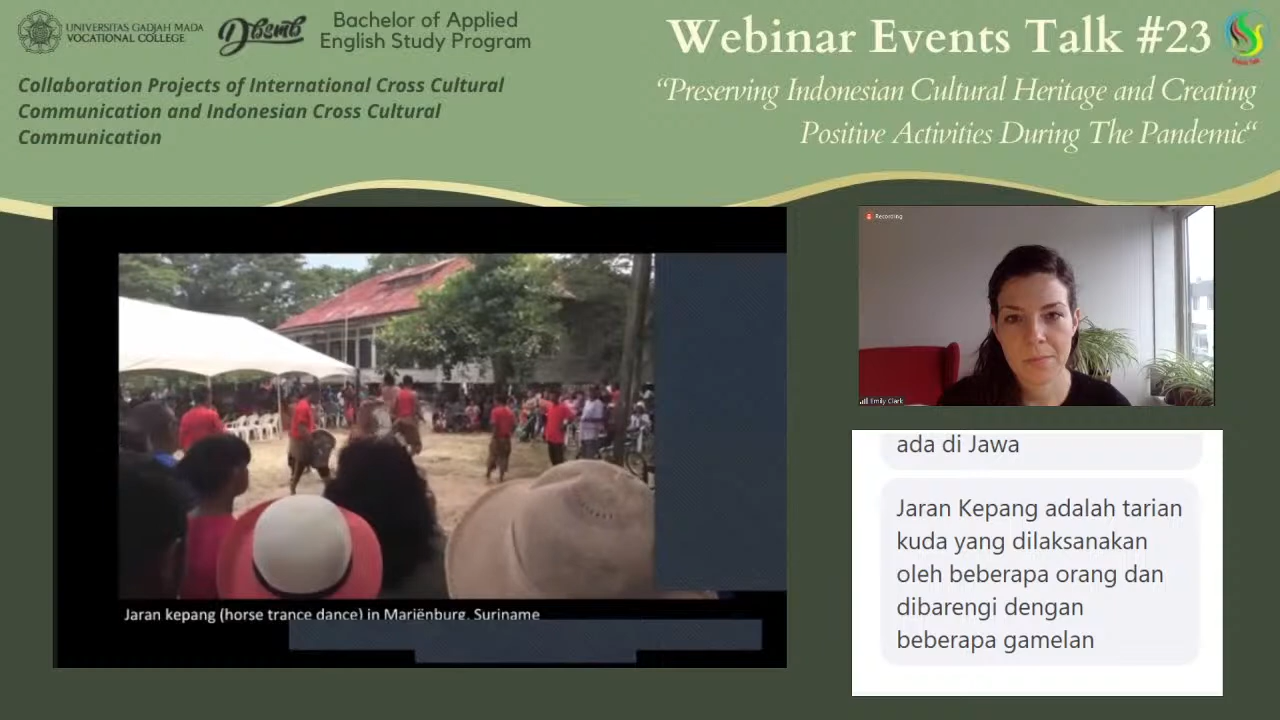 UNIVERSITAS GADJAH MADA
VOCATIONAL COLLEGE
Dbsmb
Bachelor of Applied
English Study Program
Webinar Events Talk #23
Collaboration Projects of International Cross Cultural
Communication and Indonesian Cross Cultural
Communication
“Preserving Indonesian Cultural Heritage and Creating
Positive Activities During The Pandemic“
Recording
Emily Clark
Jaran kepang (horse trance dance) in Mariënburg, Suriname
ada di Jawa
Jaran Kepang adalah tarian
kuda yang dilaksanakan
oleh beberapa orang dan
dibarengi dengan
beberapa gamelan